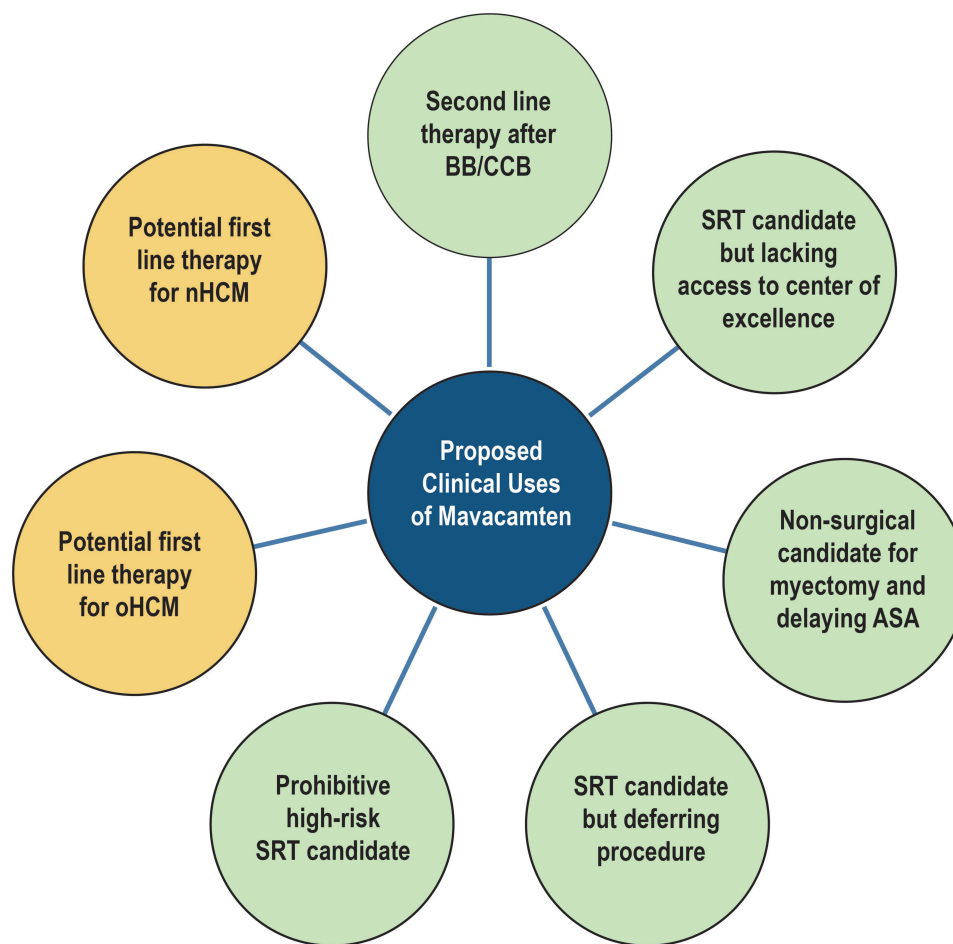 Second line
therapy after
BB/CCB
SRT candidate
but lacking
access to center of
excellence
Non-surgical
candidate for
myectomy and
delaying ASA
SRT candidate
but deferring
procedure
Prohibitive
high-risk
SRT candidate
Potential first
line therapy
for oHCM
Potential first
line therapy
for nHCM
Proposed
Clinical Uses
of Mavacamten